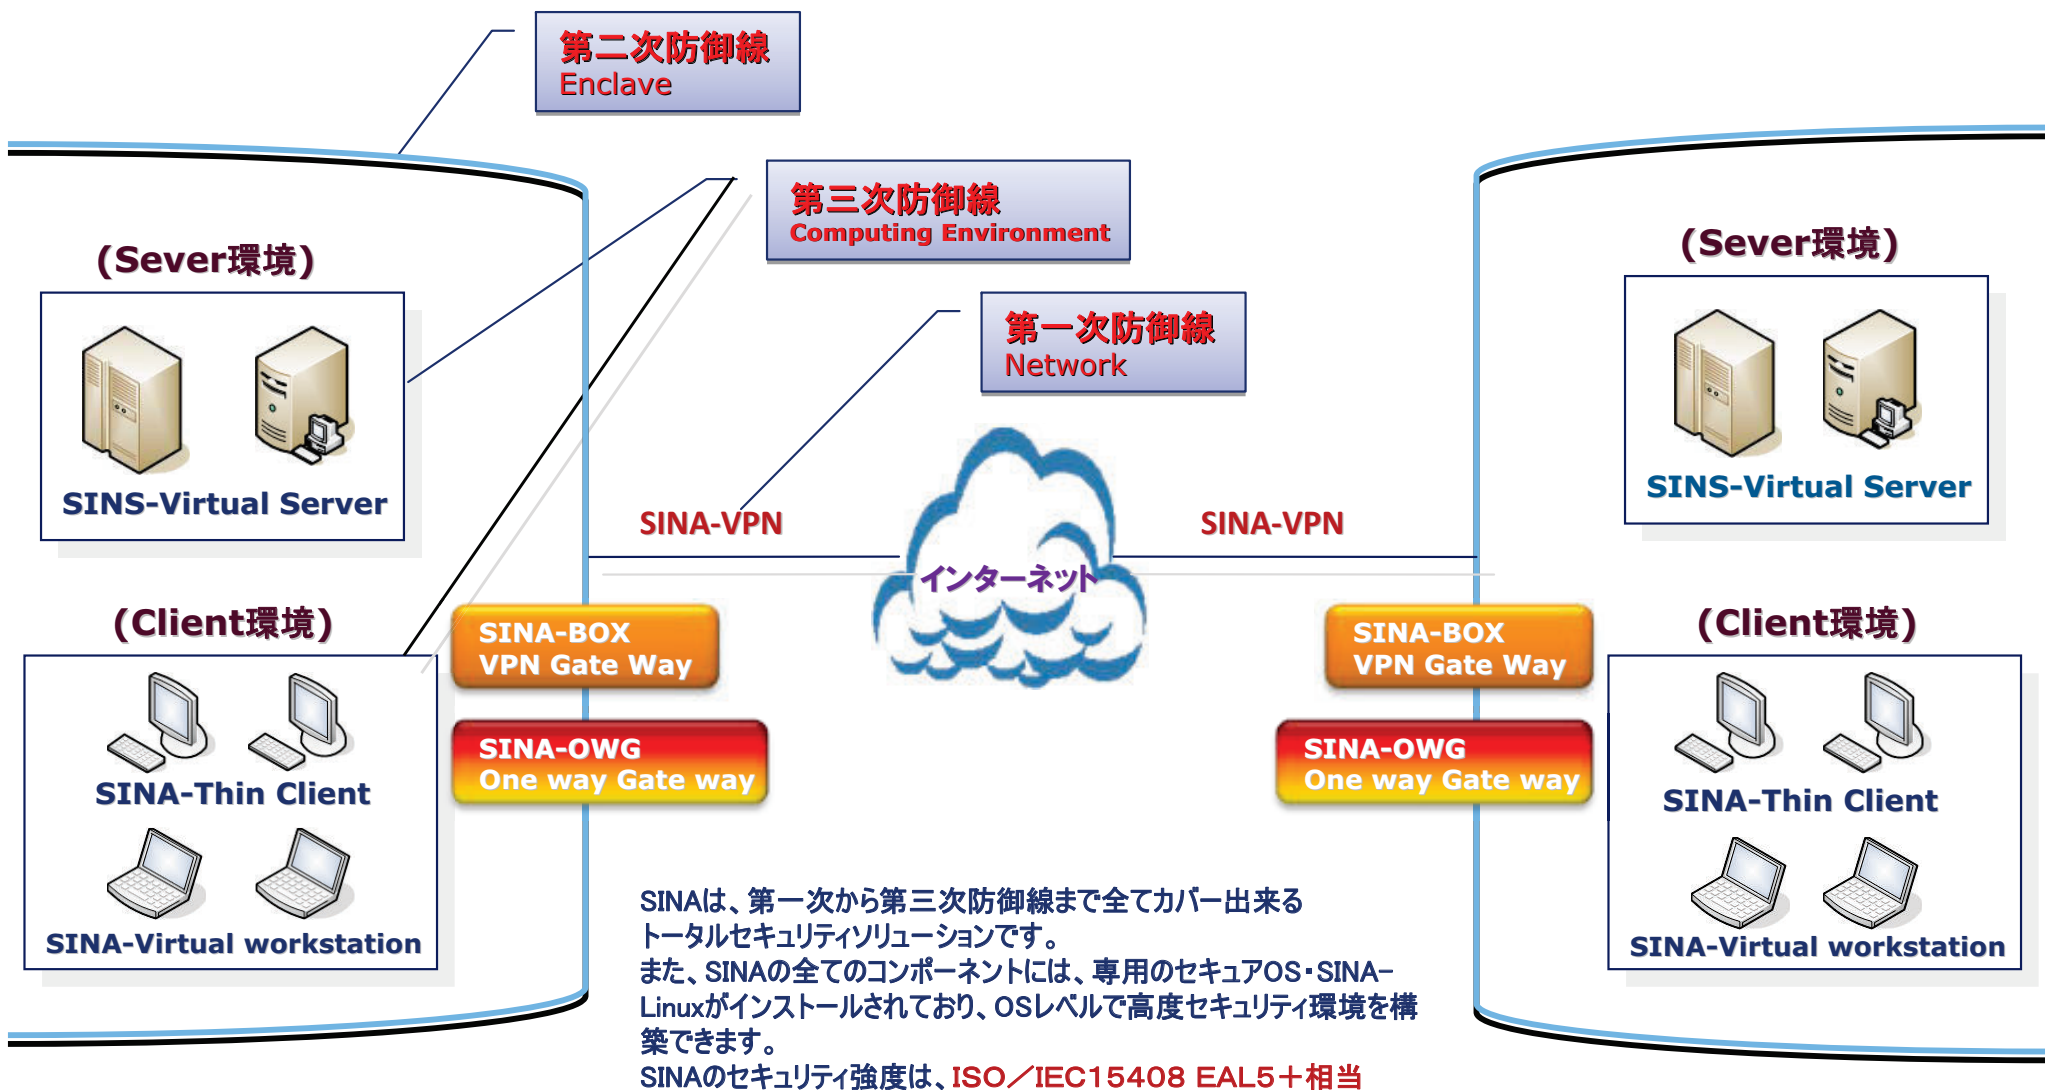 第二次防御線
Enclave
第三次防御線
Computing Environment
第一次防御線
Network
(Sever環境)
SINS-Virtual Server
(Client環境)
SINA-Thin Client
SINA-Virtual workstation
SINA-BOX
VPN Gate Way
SINA-OWG
One way Gate way
SINA-VPN
インターネット
SINA-VPN
SINA-BOX
VPN Gate Way
SINA-OWG
One way Gate way
(Sever環境)
SINS-Virtual Server
(Client環境)
SINA-Thin Client
SINA-Virtual workstation
SINAは、第一次から第三次防御線まで全てカバー出来る
トータルセキュリティソリューションです。
また、SINAの全てのコンポーネントには、専用のセキュアOS・SINA-
Linuxがインストールされており、OSレベルで高度セキュリティ環境を構
築できます。
SINAのセキュリティ強度は、ISO／IEC15408 EAL5＋相当